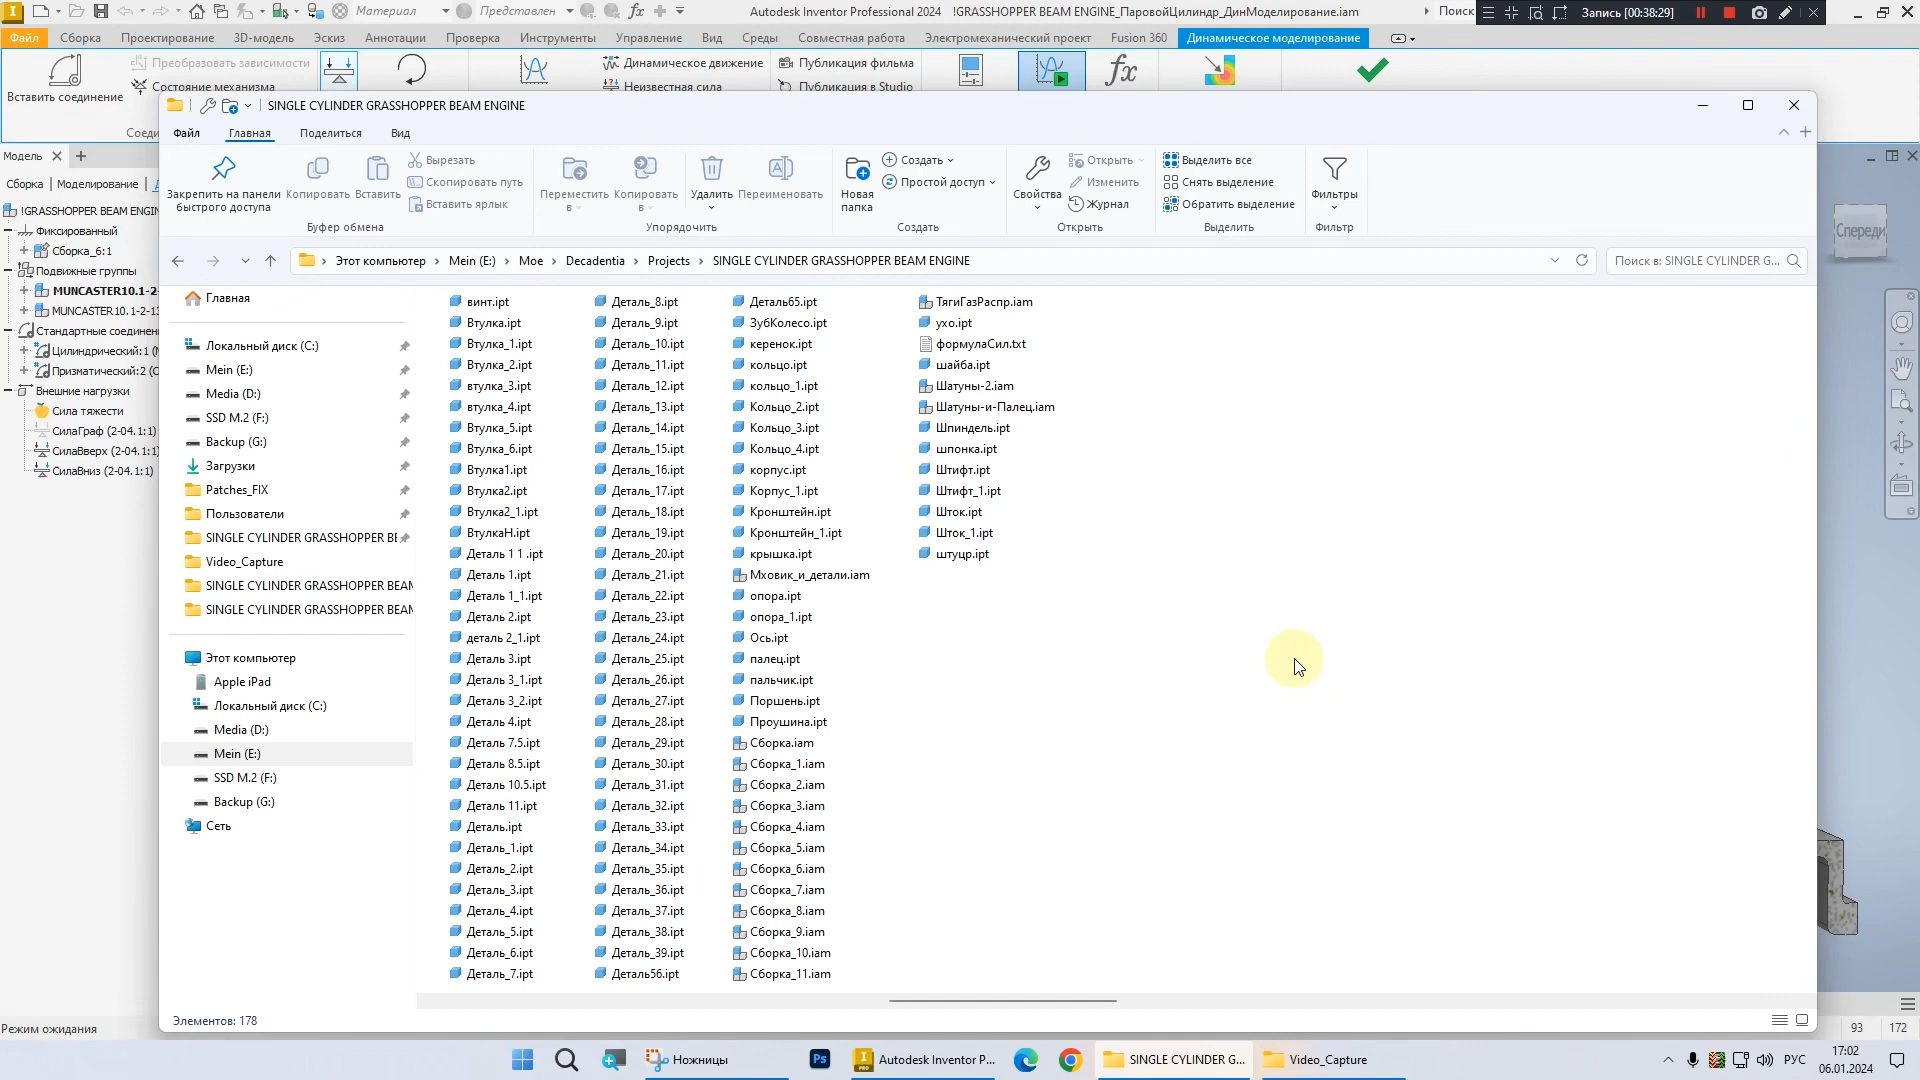 Материал
Представлен
Autodesk Inventor Professional 2024 !GRASSHOPPER BEAM ENGINE_ПаровойЦилиндр_ДинМоделирование.iam
Поиск
Запись [00:38:29]
Файл Сборка Проектирование 3D-модель Эскиз Аннотации Проверка Инструменты Управление Вид Среды Совместная работа Электромеханический проект Fusion 360 Динамическое моделирование
Преобразовать зависимости
Динамическое движение
Публикация фильма
Вставить соединение
Состояние механизма
Неизвестная сила
Публикация в Studio
Соеди
SINGLE CYLINDER GRASSHOPPER BEAM ENGINE
Файл Главная Поделиться Вид
Закрепить на панели быстрого доступа
Копировать
Вставить
Вырезать
Скопировать путь
Вставить ярлык
Буфер обмена
Переместить в
Копировать в
Удалить
Переименовать
Упорядочить
Новая папка
Создать
Простой доступ
Создать
Свойства
Открыть
Изменить
Журнал
Открыть
Выделить все
Снять выделение
Обратить выделение
Выделить
Фильтры
Фильтр
Этот компьютер > Mein (E:) > Moe > Decadentia > Projects > SINGLE CYLINDER GRASSHOPPER BEAM ENGINE
Поиск в: SINGLE CYLINDER G...
Модель
Сборка | Моделирование
!GRASSHOPPER BEAM ENGIN
Фиксированный
Сборка_6:1
Подвижные группы
MUNCASTER10.1-2-
MUNCASTER10.1-2-13
Стандартные соединен
Цилиндрический:1 (М
Призматический:2 (С
Внешние нагрузки
Сила тяжести
СилаГраф (2-04.1:1)
СилаВверх (2-04.1:1)
СилаВниз (2-04.1:1)
Режим ожидания
Главная
Локальный диск (C:)
Mein (E:)
Media (D:)
SSD M.2 (F:)
Backup (G:)
Загрузки
Patches_FIX
Пользователи
SINGLE CYLINDER GRASSHOPPER BE
Video_Capture
SINGLE CYLINDER GRASSHOPPER BEAM
SINGLE CYLINDER GRASSHOPPER BEAM
Этот компьютер
Apple iPad
Локальный диск (C:)
Media (D:)
Mein (E:)
SSD M.2 (F:)
Backup (G:)
Сеть
винт.ipt
Втулка.ipt
Втулка_1.ipt
Втулка_2.ipt
втулка_3.ipt
втулка_4.ipt
Втулка_5.ipt
Втулка_6.ipt
Втулка1.ipt
Втулка2.ipt
Втулка2_1.ipt
ВтулкаН.ipt
Деталь 1 1 .ipt
Деталь 1.ipt
Деталь 1_1.ipt
Деталь 2.ipt
деталь 2_1.ipt
Деталь 3.ipt
Деталь 3_1.ipt
Деталь 3_2.ipt
Деталь 4.ipt
Деталь 7.5.ipt
Деталь 8.5.ipt
Деталь 10.5.ipt
Деталь 11.ipt
Деталь.ipt
Деталь_1.ipt
Деталь_2.ipt
Деталь_3.ipt
Деталь_4.ipt
Деталь_5.ipt
Деталь_6.ipt
Деталь_7.ipt
Деталь_8.ipt
Деталь_9.ipt
Деталь_10.ipt
Деталь_11.ipt
Деталь_12.ipt
Деталь_13.ipt
Деталь_14.ipt
Деталь_15.ipt
Деталь_16.ipt
Деталь_17.ipt
Деталь_18.ipt
Деталь_19.ipt
Деталь_20.ipt
Деталь_21.ipt
Деталь_22.ipt
Деталь_23.ipt
Деталь_24.ipt
Деталь_25.ipt
Деталь_26.ipt
Деталь_27.ipt
Деталь_28.ipt
Деталь_29.ipt
Деталь_30.ipt
Деталь_31.ipt
Деталь_32.ipt
Деталь_33.ipt
Деталь_34.ipt
Деталь_35.ipt
Деталь_36.ipt
Деталь_37.ipt
Деталь_38.ipt
Деталь_39.ipt
Деталь56.ipt
Деталь65.ipt
ЗубКолесо.ipt
керенок.ipt
кольцо.ipt
кольцо_1.ipt
Кольцо_2.ipt
Кольцо_3.ipt
Кольцо_4.ipt
корпус.ipt
Корпус_1.ipt
Кронштейн.ipt
Кронштейн_1.ipt
крышка.ipt
Мховик_и_детали.iam
опора.ipt
опора_1.ipt
Ось.ipt
палец.ipt
пальчик.ipt
Поршень.ipt
Проушина.ipt
Сборка.iam
Сборка_1.iam
Сборка_2.iam
Сборка_3.iam
Сборка_4.iam
Сборка_5.iam
Сборка_6.iam
Сборка_7.iam
Сборка_8.iam
Сборка_9.iam
Сборка_10.iam
Сборка_11.iam
ТягиГазРаспр.iam
ухо.ipt
формулаСил.txt
шайба.ipt
Шатуны-2.iam
Шатуны-и-Палец.iam
Шпиндель.ipt
шпонка.ipt
Штифт.ipt
Штифт_1.ipt
Шток.ipt
Шток_1.ipt
штуцр.ipt
Элементов: 178
Спереди
93 172
Ножницы
Autodesk Inventor P...
SINGLE CYLINDER G...
Video_Capture
РУС
17:02
06.01.2024